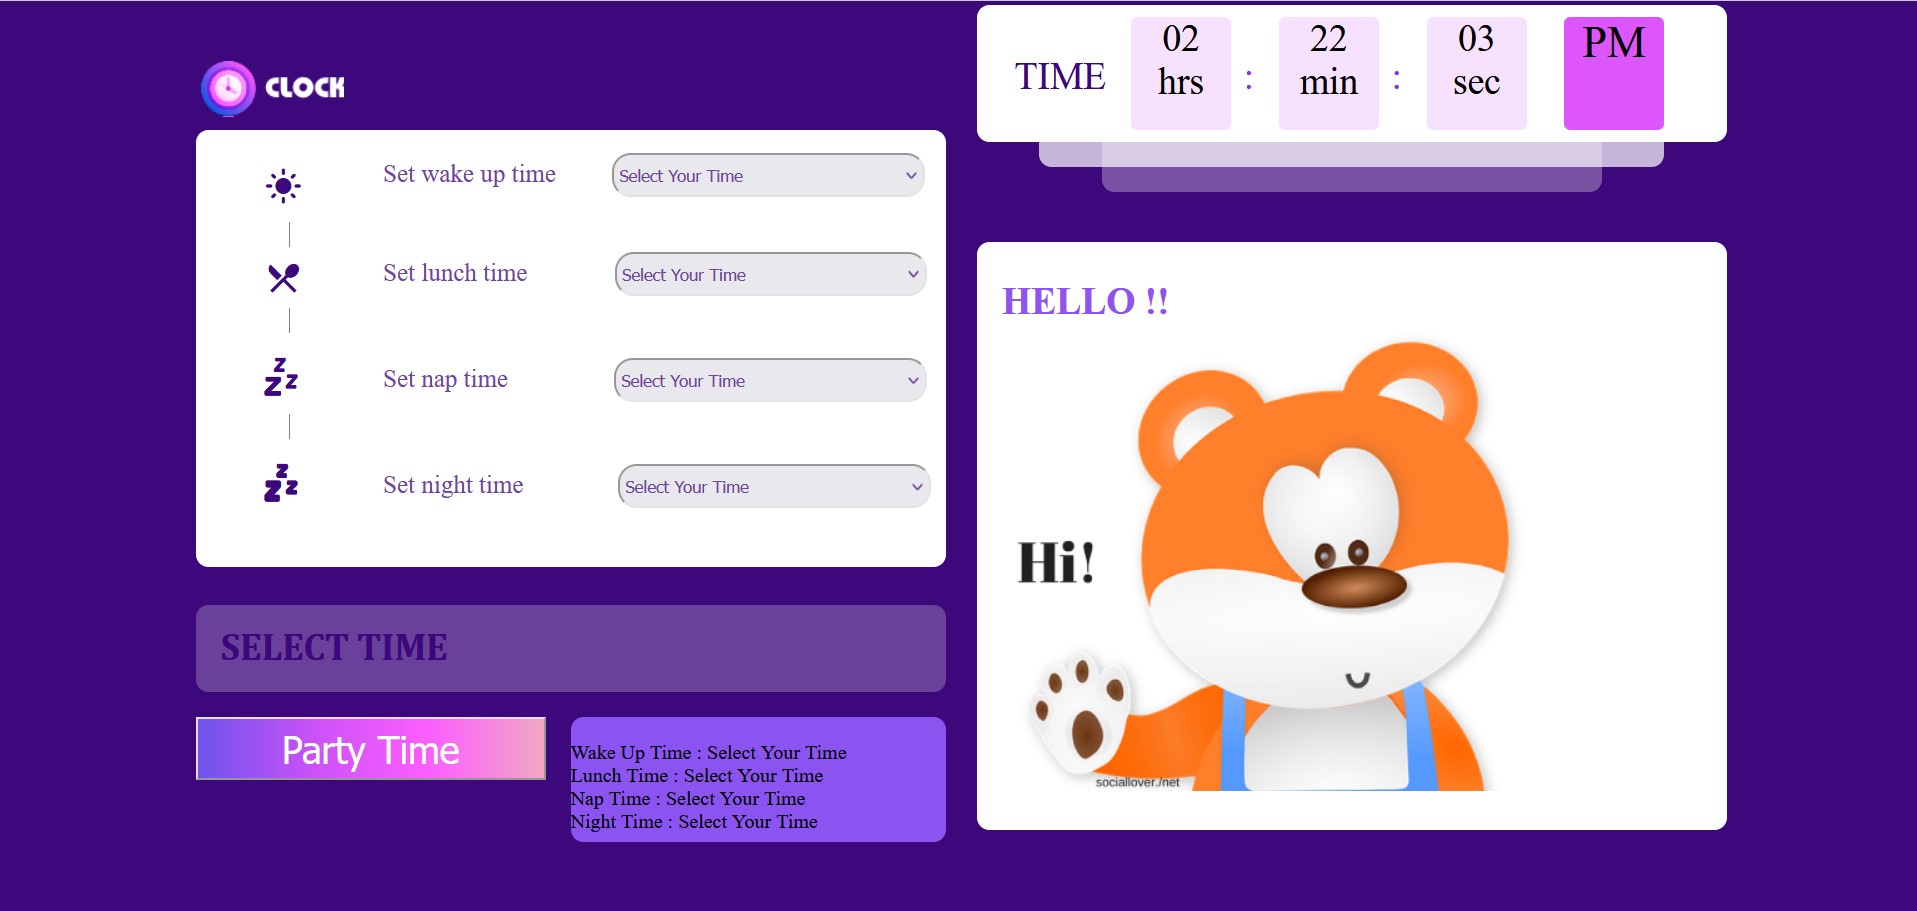 CLOCK
Set wake up time
Select Your Time
Set lunch time
Select Your Time
Set nap time
Select Your Time
Set night time
Select Your Time
SELECT TIME
Party Time
Wake Up Time : Select Your Time
Lunch Time : Select Your Time
Nap Time : Select Your Time
Night Time : Select Your Time
TIME
02
hrs
:
22
min
:
03
sec
PM
HELLO !!
Hi!
sociallover./net